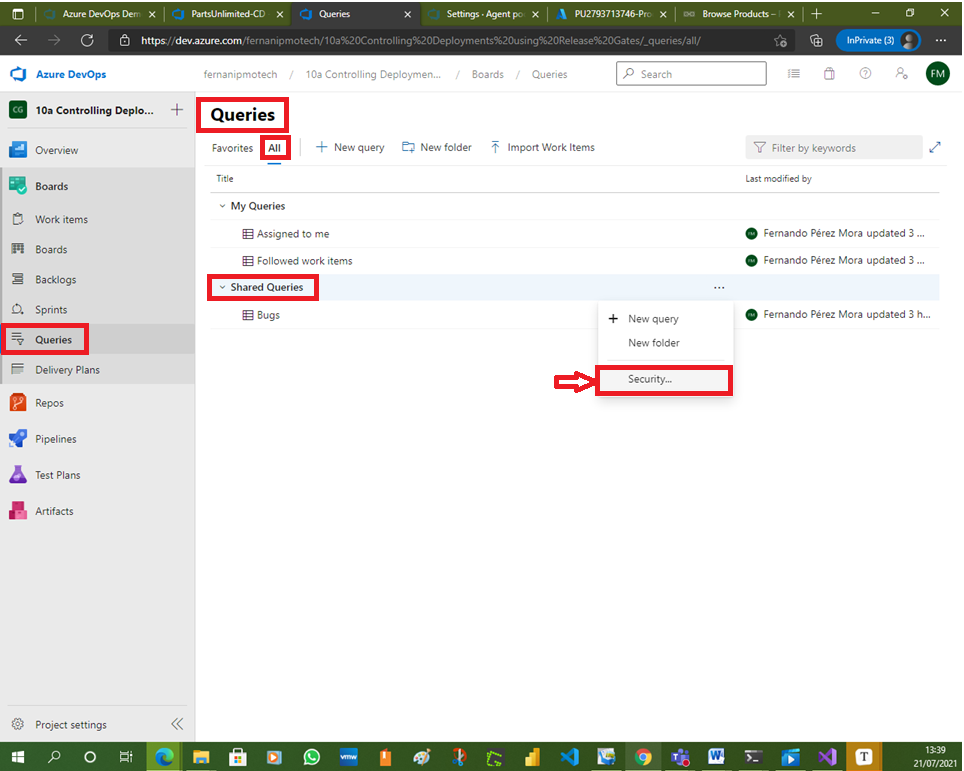 Azure DevOps Dem
PartsUnlimited-CD
Queries
Settings - Agent po
PU2793713746-Pro
Browse Products –
https://dev.azure.com/fernanipmotech/10a%20Controlling%20Deployments%20using%20Release%20Gates/_queries/all/
InPrivate (3)
Azure DevOps
fernanipmotech / 10a Controlling Deploymen... / Boards / Queries
Search
FM
CG
10a Controlling Deplo...
Overview
Boards
Work items
Boards
Backlogs
Sprints
Queries
Delivery Plans
Repos
Pipelines
Test Plans
Artifacts
Project settings
Queries
Favorites
All
New query
New folder
Import Work Items
Filter by keywords
Title
Last modified by
My Queries
Assigned to me
FM Fernando Pérez Mora updated 3 ...
Followed work items
FM Fernando Pérez Mora updated 3 ...
Shared Queries
Bugs
FM Fernando Pérez Mora updated 3 h...
New query
New folder
Security...
vmw
T
13:39
21/07/2021